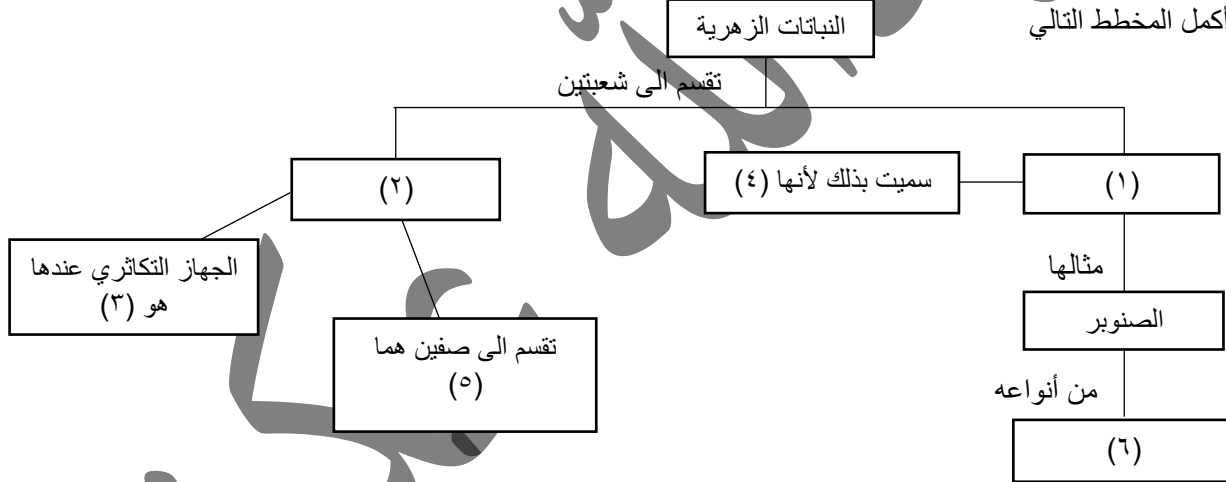 أكمل المخطط التالي
النباتات الزهرية
تقسم الى شعبتين
(١)
سميت بذلك لأنها (٤)
(٢)
مثالها
الجهاز التكاثري عندها
هو (٣)
الصنوبر
تقسم الى صفين هما
(٥)
من أنواعه
(٦)